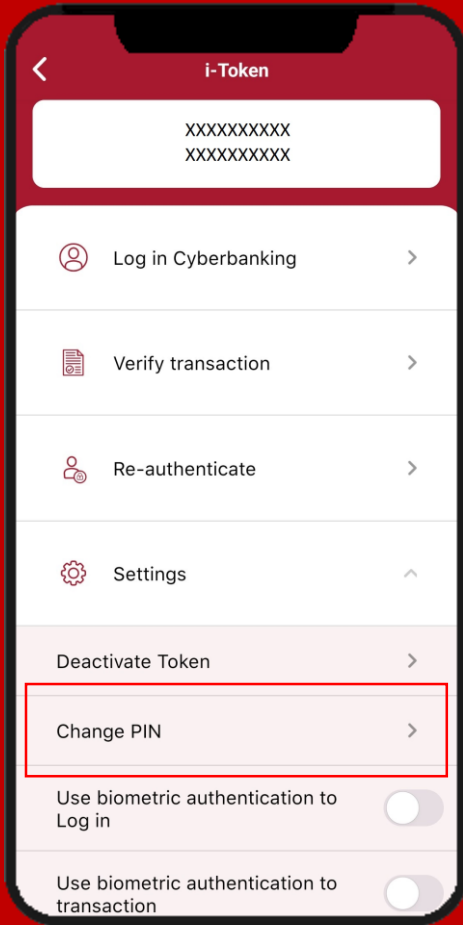 i-Token
XXXXXXXXXX
XXXXXXXXXX
Log in Cyberbanking
Verify transaction
Re-authenticate
Settings
Deactivate Token
Change PIN
Use biometric authentication to
Log in
Use biometric authentication to
transaction